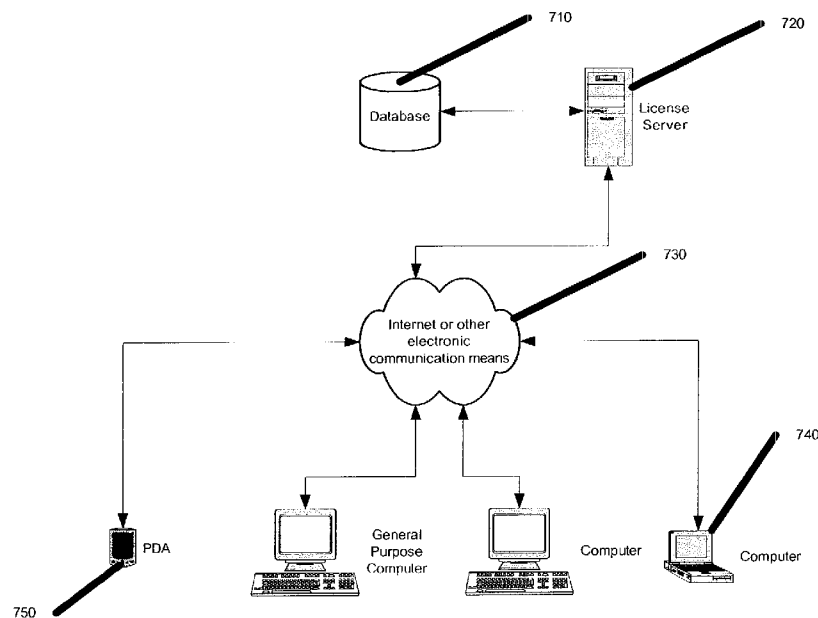 710
720
Database
License
Server
730
Internet or other
electronic
communication means
740
PDA
General
Purpose
Computer
Computer
Computer
750